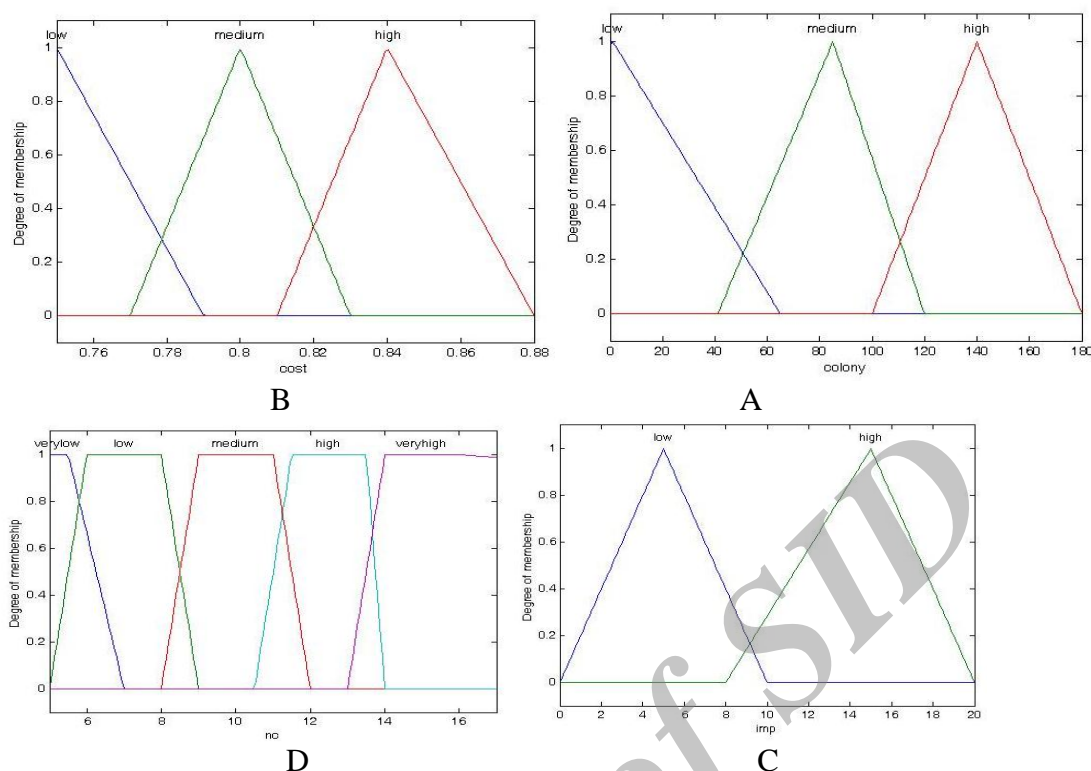 low medium high
1
0.8
0.6
0.4
0.2
0
Degree of membership
0.76 0.78 0.8 0.82 0.84 0.86 0.88
cost
B
low medium high
1
0.8
0.6
0.4
0.2
0
Degree of membership
0 20 40 60 80 100 120 140 160 180
colony
A
verylow low medium high veryhigh
1
0.8
0.6
0.4
0.2
0
Degree of membership
6 8 10 12 14 16
nc
D
low high
1
0.8
0.6
0.4
0.2
0
Degree of membership
0 2 4 6 8 10 12 14 16 18 20
imp
C
of SID